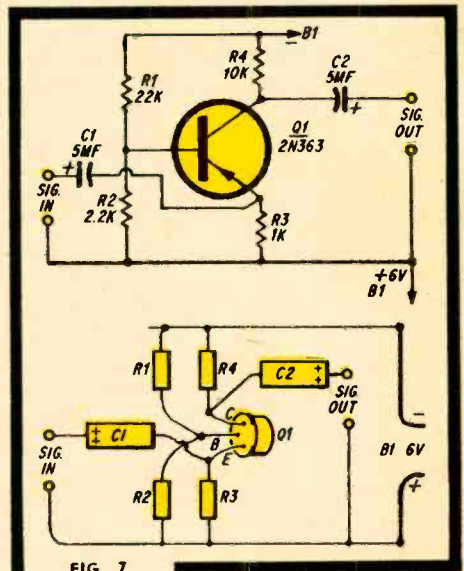 B1
−
R4
10K
C2
5MF
+
R1
22K
Q1
2N363
SIG.
OUT
C1
5MF
+
SIG.
IN
R2
2.2K
R3
1K
+6V
B1
R1
R4
C2
++
SIG.
OUT
C
B
E
Q1
−
B1 6V
+
++ C1
SIG.
IN
R2
R3
FIG. 7